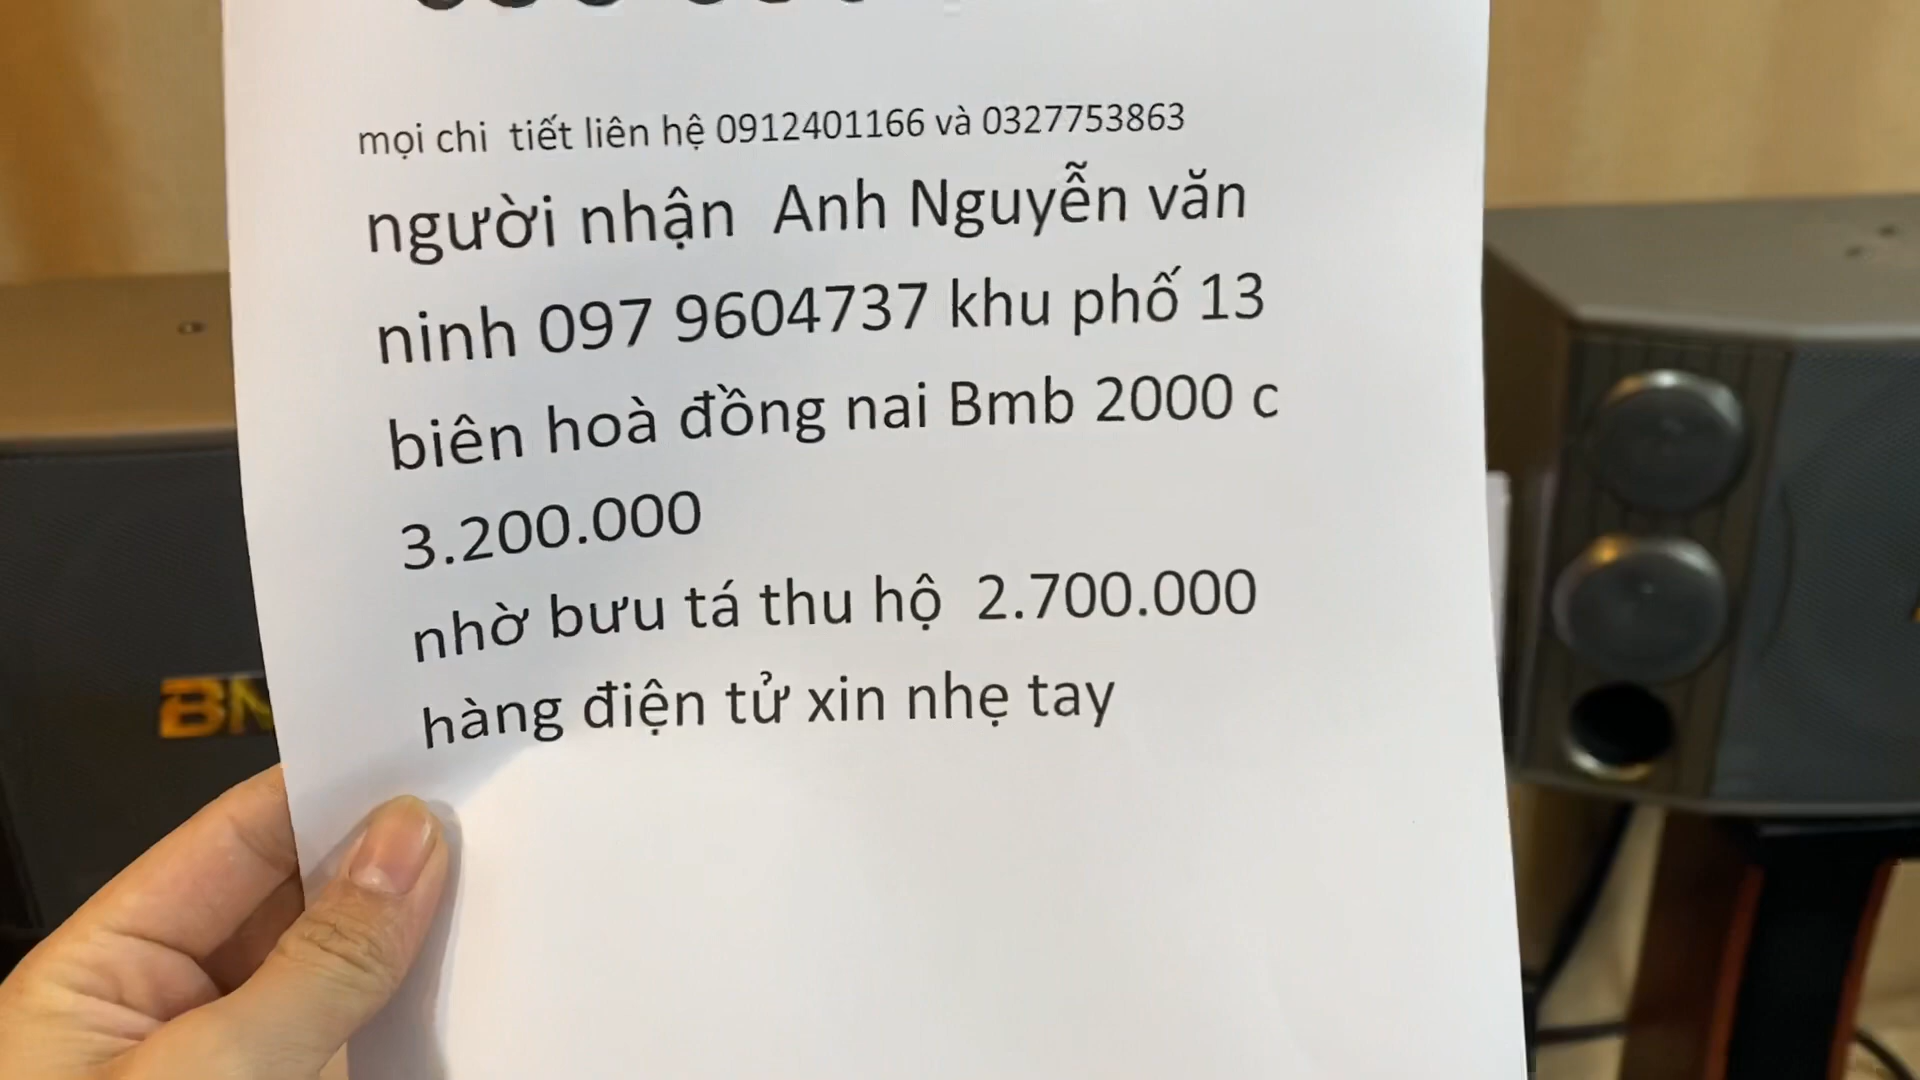 mọi chi tiết liên hệ 0912401166 và 0327753863
người nhận Anh Nguyễn văn
ninh 097 9604737 khu phố 13
biên hoà đồng nai Bmb 2000 c
3.200.000
nhờ bưu tá thu hộ 2.700.000
hàng điện tử xin nhẹ tay